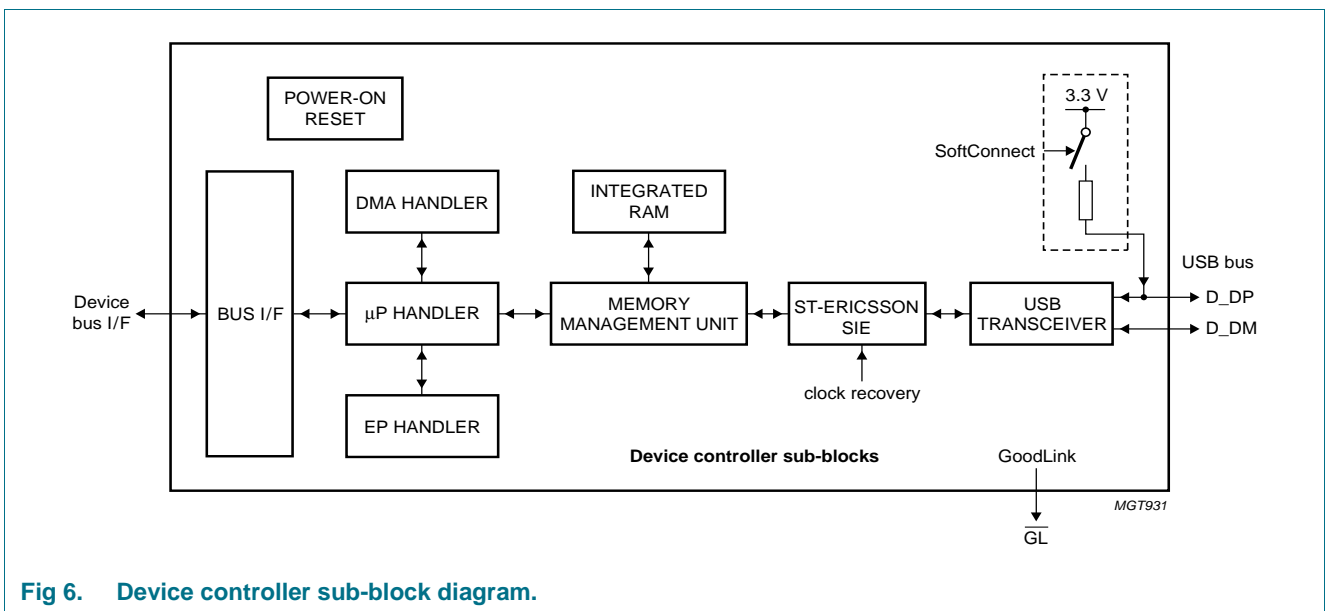 POWER-ON
RESET
3.3 V
SoftConnect
DMA HANDLER
INTEGRATED
RAM
USB bus
Device
bus I/F
BUS I/F
μP HANDLER
MEMORY
MANAGEMENT UNIT
ST-ERICSSON
SIE
USB
TRANSCEIVER
D_DP
D_DM
clock recovery
EP HANDLER
Device controller sub-blocks
GoodLink
MGT931
GL
Fig 6. Device controller sub-block diagram.